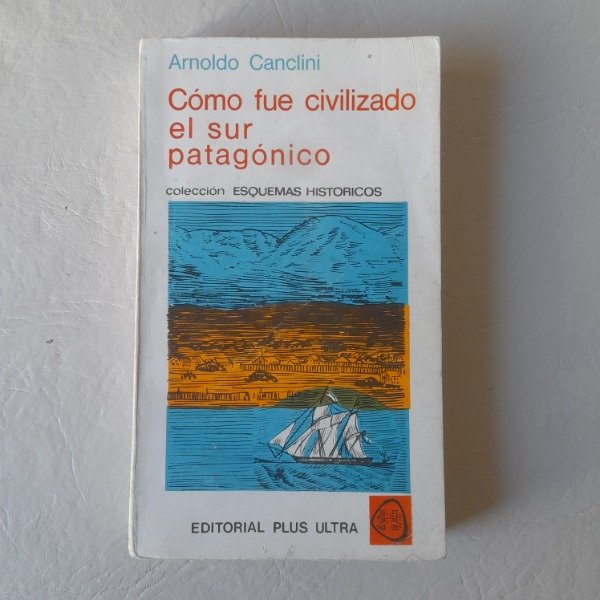 Arnoldo Canclini
Cómo fue civilizado
el sur
patagónico
colección ESQUEMAS HISTORICOS
EDITORIAL PLUS ULTRA